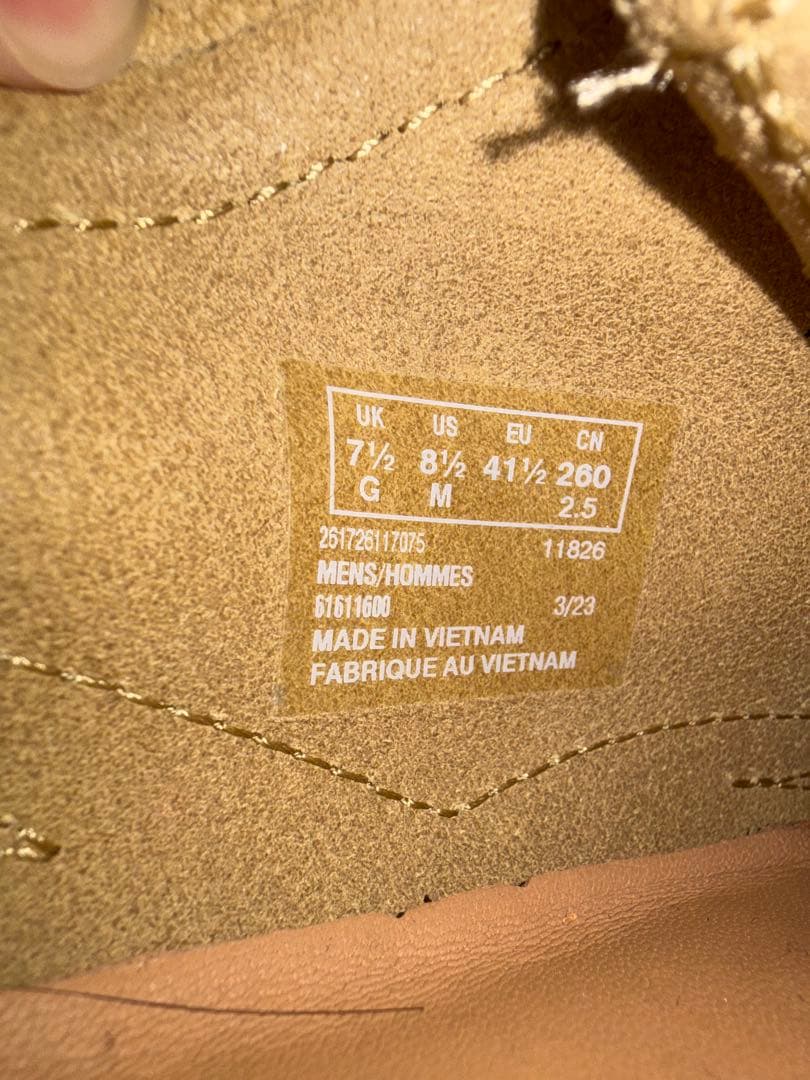 UK US EU CN
7½ 8½ 41½ 260
G M 2.5
261726117075 11826
MENS/HOMMES
61611600 3/23
MADE IN VIETNAM
FABRIQUE AU VIETNAM